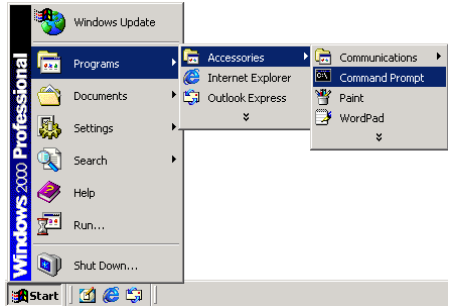 Windows 2000 Professional
Windows Update
Programs
Documents
Settings
Search
Help
Run...
Shut Down...
Accessories
Internet Explorer
Outlook Express
Communications
Command Prompt
Paint
WordPad
Start